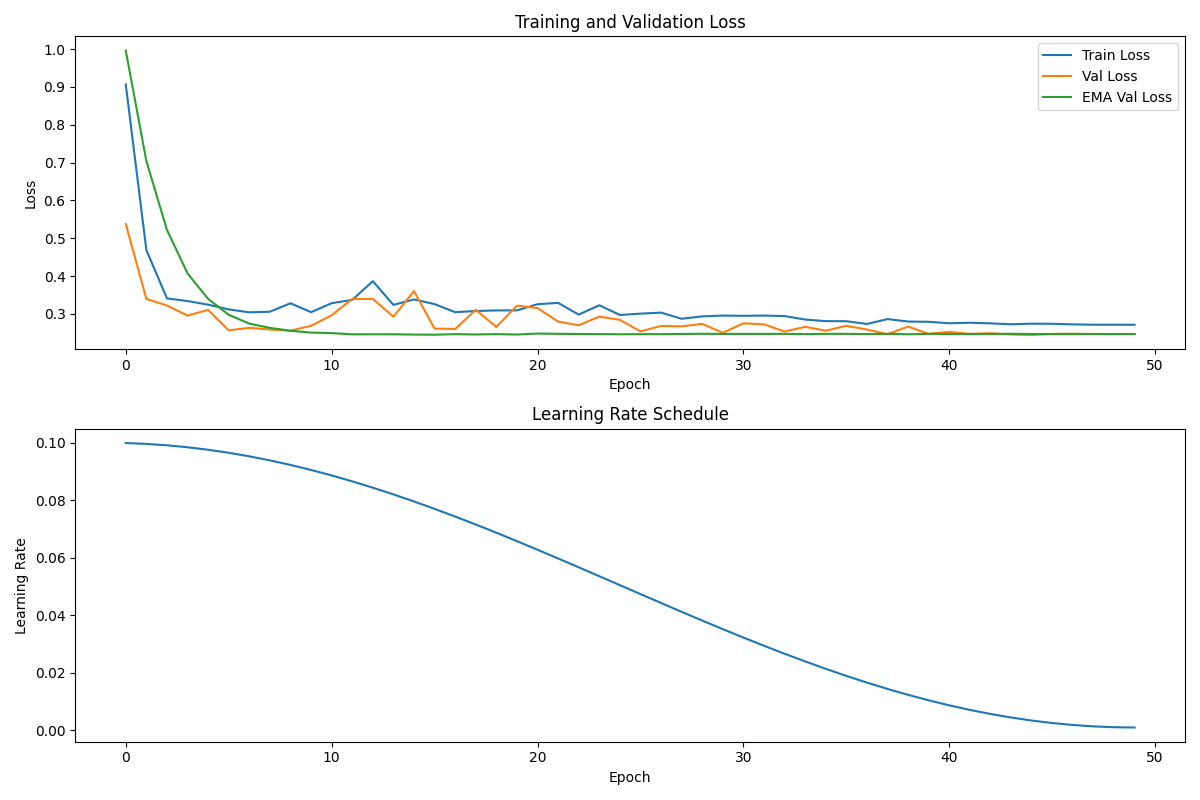 Training and Validation Loss
Train Loss
Val Loss
EMA Val Loss
1.0
0.9
0.8
0.7
0.6
0.5
0.4
0.3
Loss
0 10 20 30 40 50
Epoch
Learning Rate Schedule
0.10
0.08
0.06
0.04
0.02
0.00
Learning Rate
0 10 20 30 40 50
Epoch